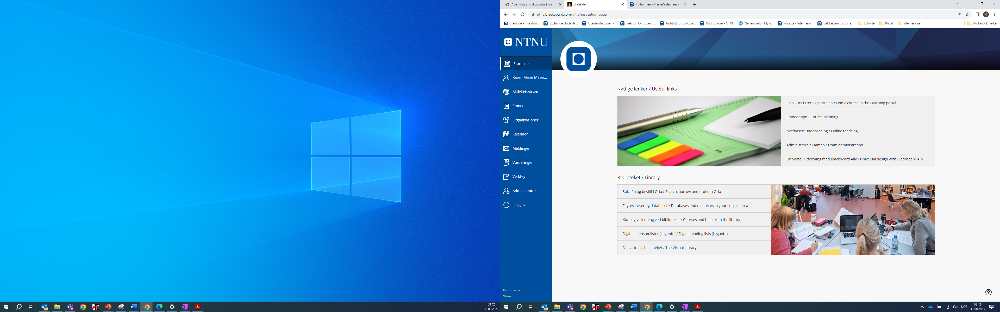 Age limits and discounts | Framm
Startside
Tuition fee - Master's degrees in
ntnu.blackboard.com/ultra/institution-page
K
Startside - innsida.n...
Exchange students...
Utenlandsstudier -...
Seksjon for utdanni...
Institutt for biologis...
Kart og rom - NTNU
General info | My u...
Ansatte - Internasjo...
Selvbetjeningsporta...
Ephorte
Privat
Internasjonal
Andre bokmerker
NTNU
Startside
Karen Marie Måsei...
Aktivitetsstrøm
Emner
Organisasjoner
Kalender
Meldinger
Vurderinger
Verktøy
Administrator
Logg av
Personvern
Vilkår
Nyttige lenker / Useful links
Finn kurs i Læringsportalen / Find a course in the Learning portal
Emnedesign / Course planning
Nettbasert undervisning / Online teaching
Administrere eksamen / Exam administration
Universell utforming med Blackboard Ally / Universal design with Blackboard Ally
Biblioteket / Library
Søk, lån og bestill i Oria / Search, borrow and order in Oria
Fagressurser og databaser / Databases and resources in your subject area
Kurs og veiledning ved biblioteket / Courses and help from the library
Digitale pensumlister (Leganto) / Digital reading lists (Leganto)
Det virtuelle biblioteket / The Virtual Library
08:42
11.08.2023
NOB
08:42
11.08.2023